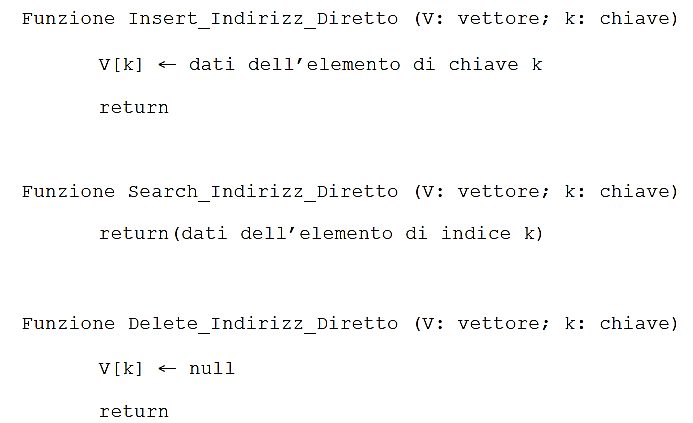 Funzione Insert_Indirizz_Diretto (V: vettore; k: chiave)
V[k] ← dati dell’elemento di chiave k
return
Funzione Search_Indirizz_Diretto (V: vettore; k: chiave)
return(dati dell’elemento di indice k)
Funzione Delete_Indirizz_Diretto (V: vettore; k: chiave)
V[k] ← null
return